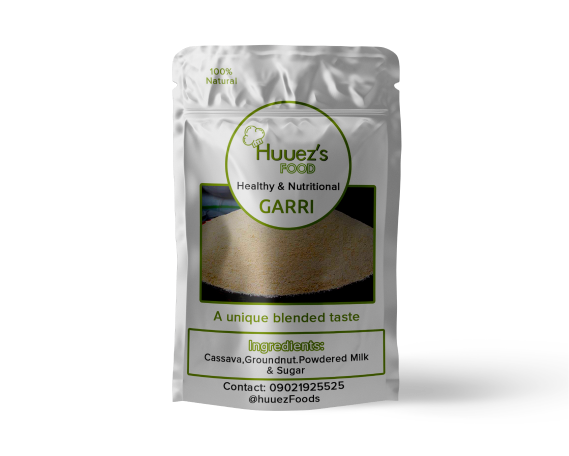 100%
Natural
Huuez's
FOOD
Healthy & Nutritional
GARRI
A unique blended taste
Ingredients:
Cassava,Groundnut.Powdered Milk
& Sugar
Contact: 09021925525
@huuezFoods